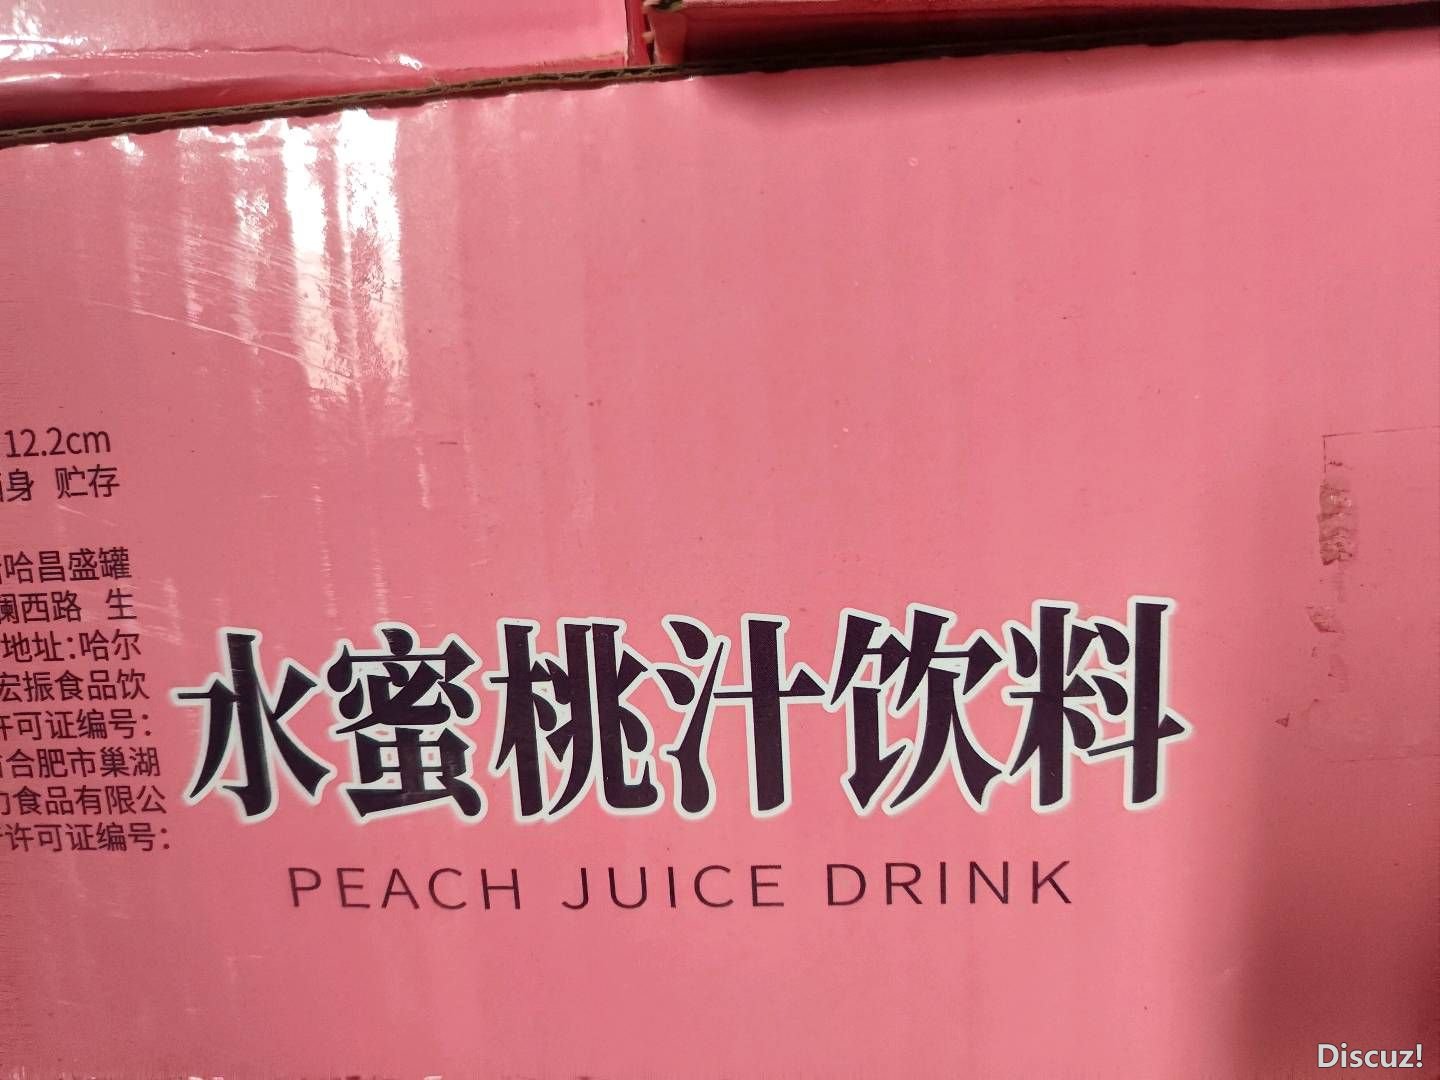 12.2cm
身 贮存
哈昌盛罐
澜西路 生
地址：哈尔
宏振食品饮
许可证编号：
合肥市巢湖
食品有限公
许可证编号：
水蜜桃汁饮料
PEACH JUICE DRINK
Discuz!